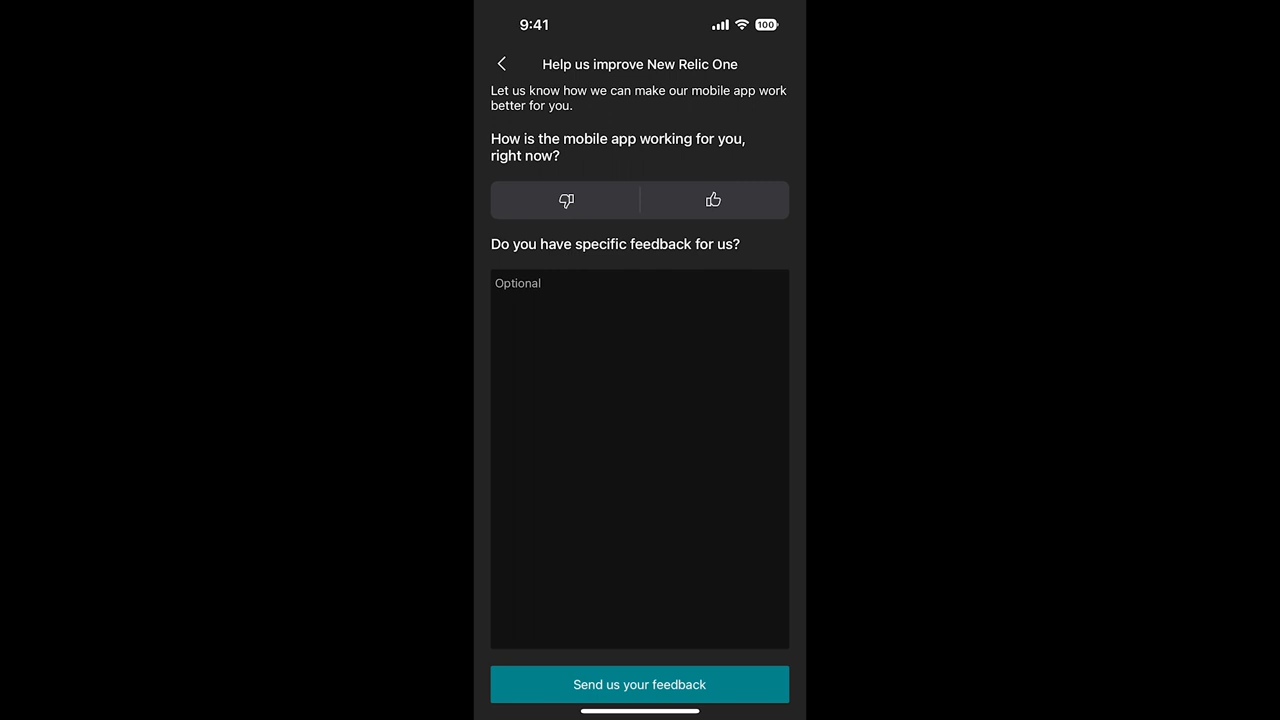 9:41
100
Help us improve New Relic One
Let us know how we can make our mobile app work
better for you.
How is the mobile app working for you,
right now?
Do you have specific feedback for us?
Optional
Send us your feedback